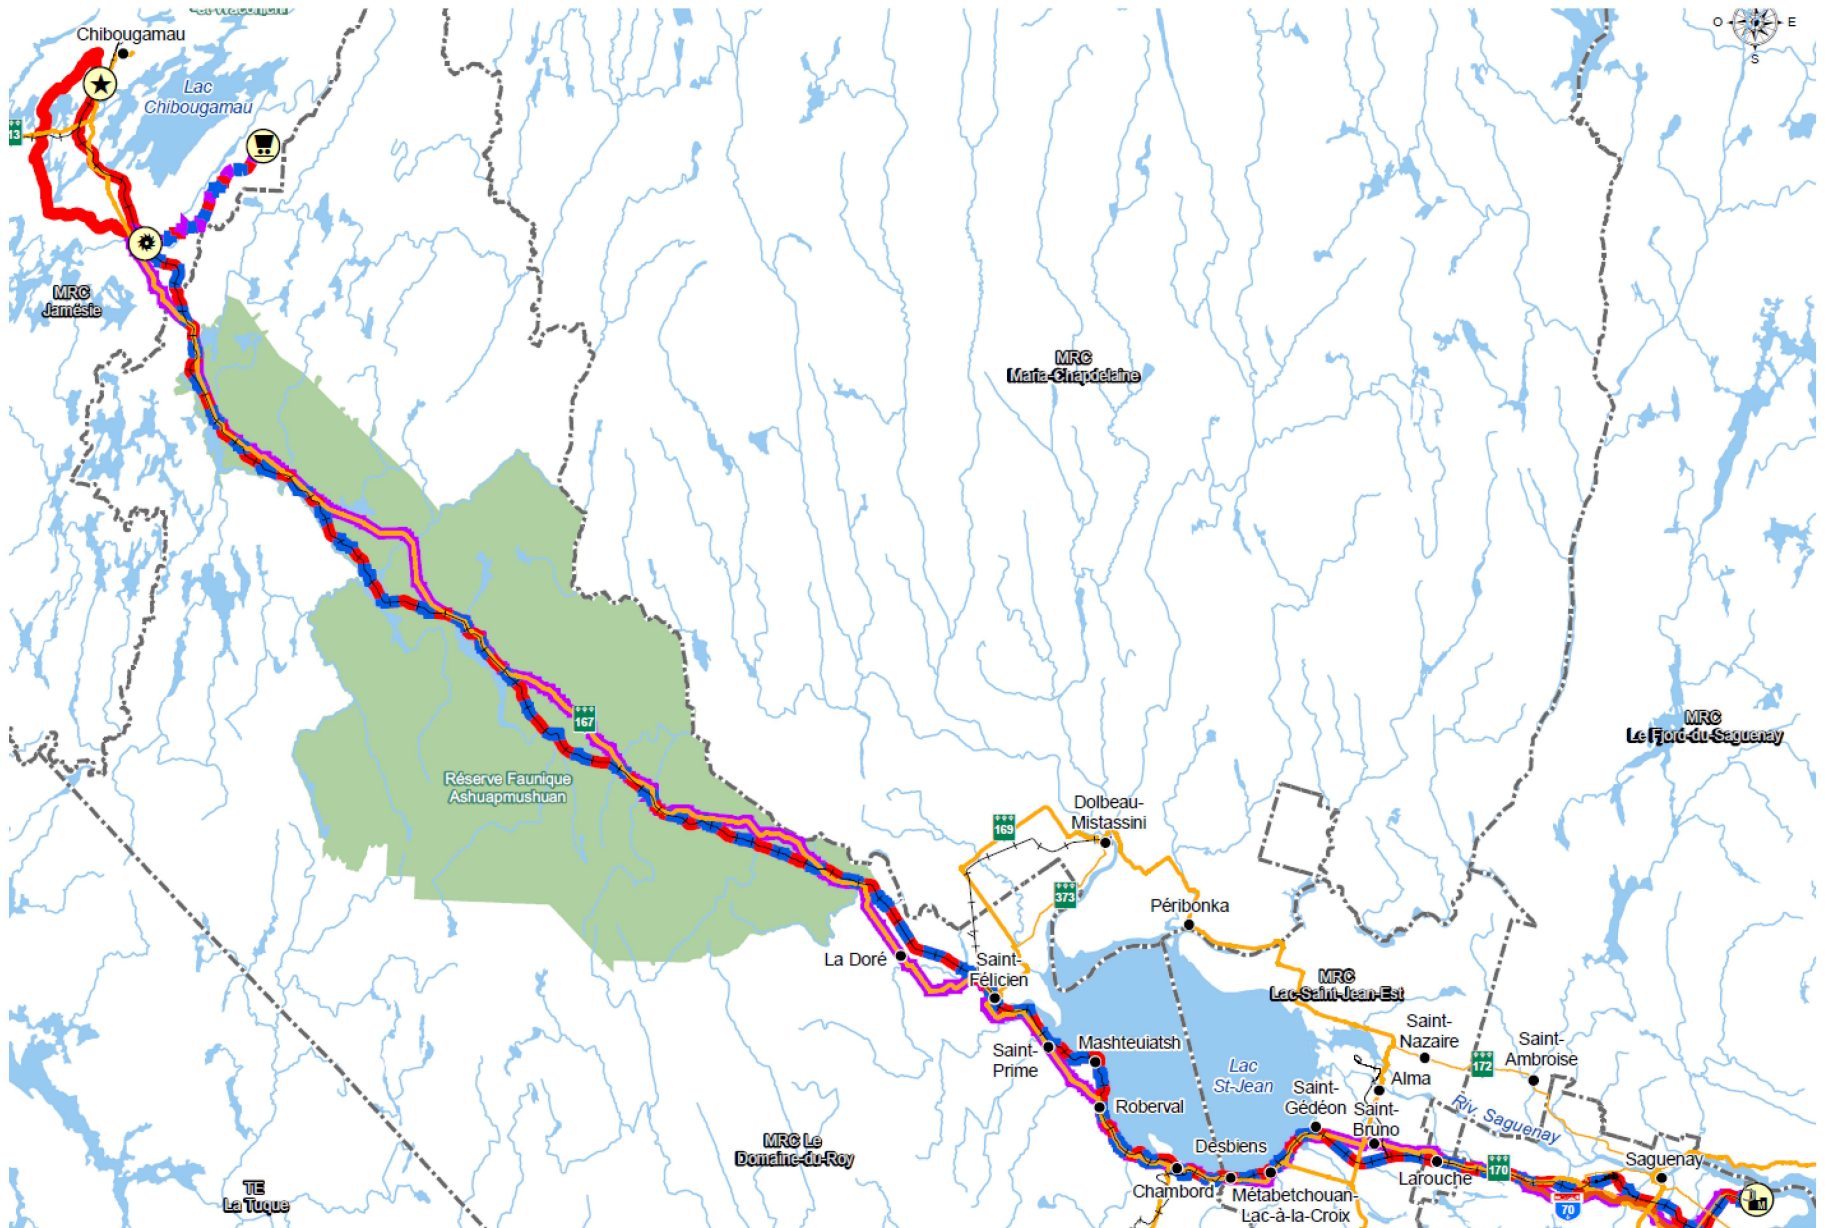 Chibougamau
O
E
S
Lac
Chibougamau
13
MRC
Jamésie
MRC
Maria-Chapdelaine
167
MRC
Le Fjord-du-Saguenay
Réserve Faunique
Ashuapmushuan
Dolbeau-
Mistassini
169
373
Péribonka
La Doré
Saint-
Félicien
MRC
Lac-Saint-Jean-Est
Saint-
Nazaire
Saint-
Ambroise
Saint-
Prime
Mashteuiatsh
Lac
St-Jean
172
Alma
Roberval
Saint-
Gédéon
Saint-
Bruno
Riv. Saguenay
MRC Le
Domaine-du-Roy
Desbiens
Saguenay
TE
La Tuque
Chambord
Métabetchouan-
Lac-à-la-Croix
Larouche
170
70
M